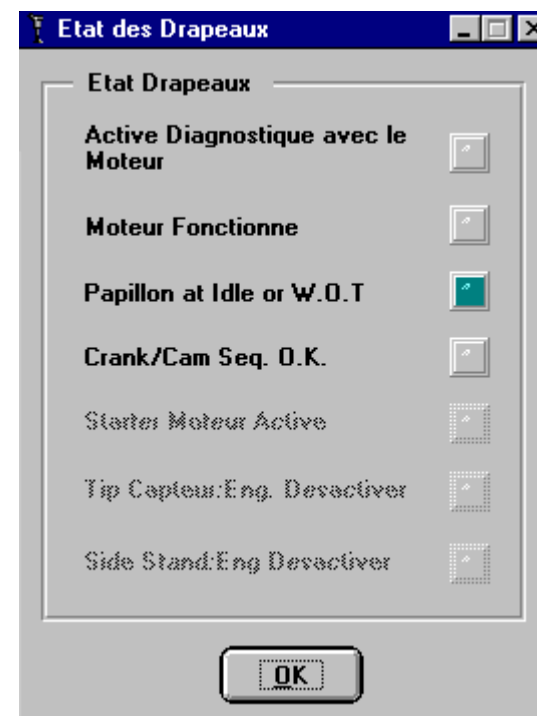 Etat des Drapeaux
Etat Drapeaux
Active Diagnostique avec le
Moteur
Moteur Fonctionne
Papillon at Idle or W.O.T
Crank/Cam Seq. O.K.
Starter Moteur Active
Tip Capteur:Eng. Desactiver
Side Stand:Eng Desactiver
OK